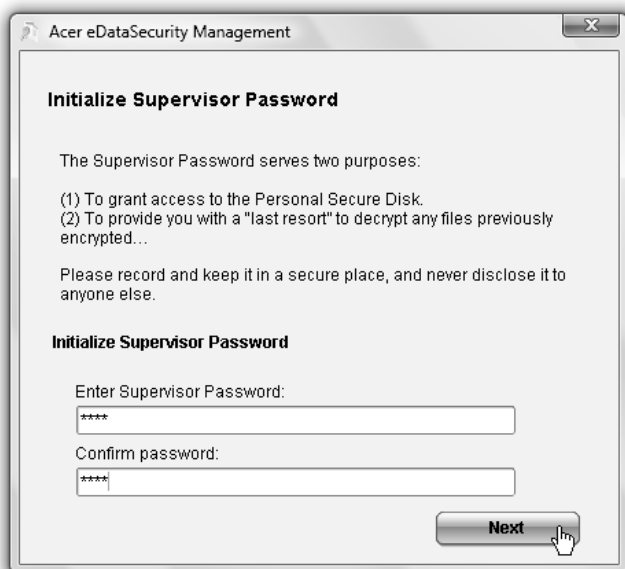 Acer eDataSecurity Management
Initialize Supervisor Password
The Supervisor Password serves two purposes:
(1) To grant access to the Personal Secure Disk.
(2) To provide you with a "last resort" to decrypt any files previously
encrypted...
Please record and keep it in a secure place, and never disclose it to
anyone else.
Initialize Supervisor Password
Enter Supervisor Password:
****
Confirm password:
****
Next